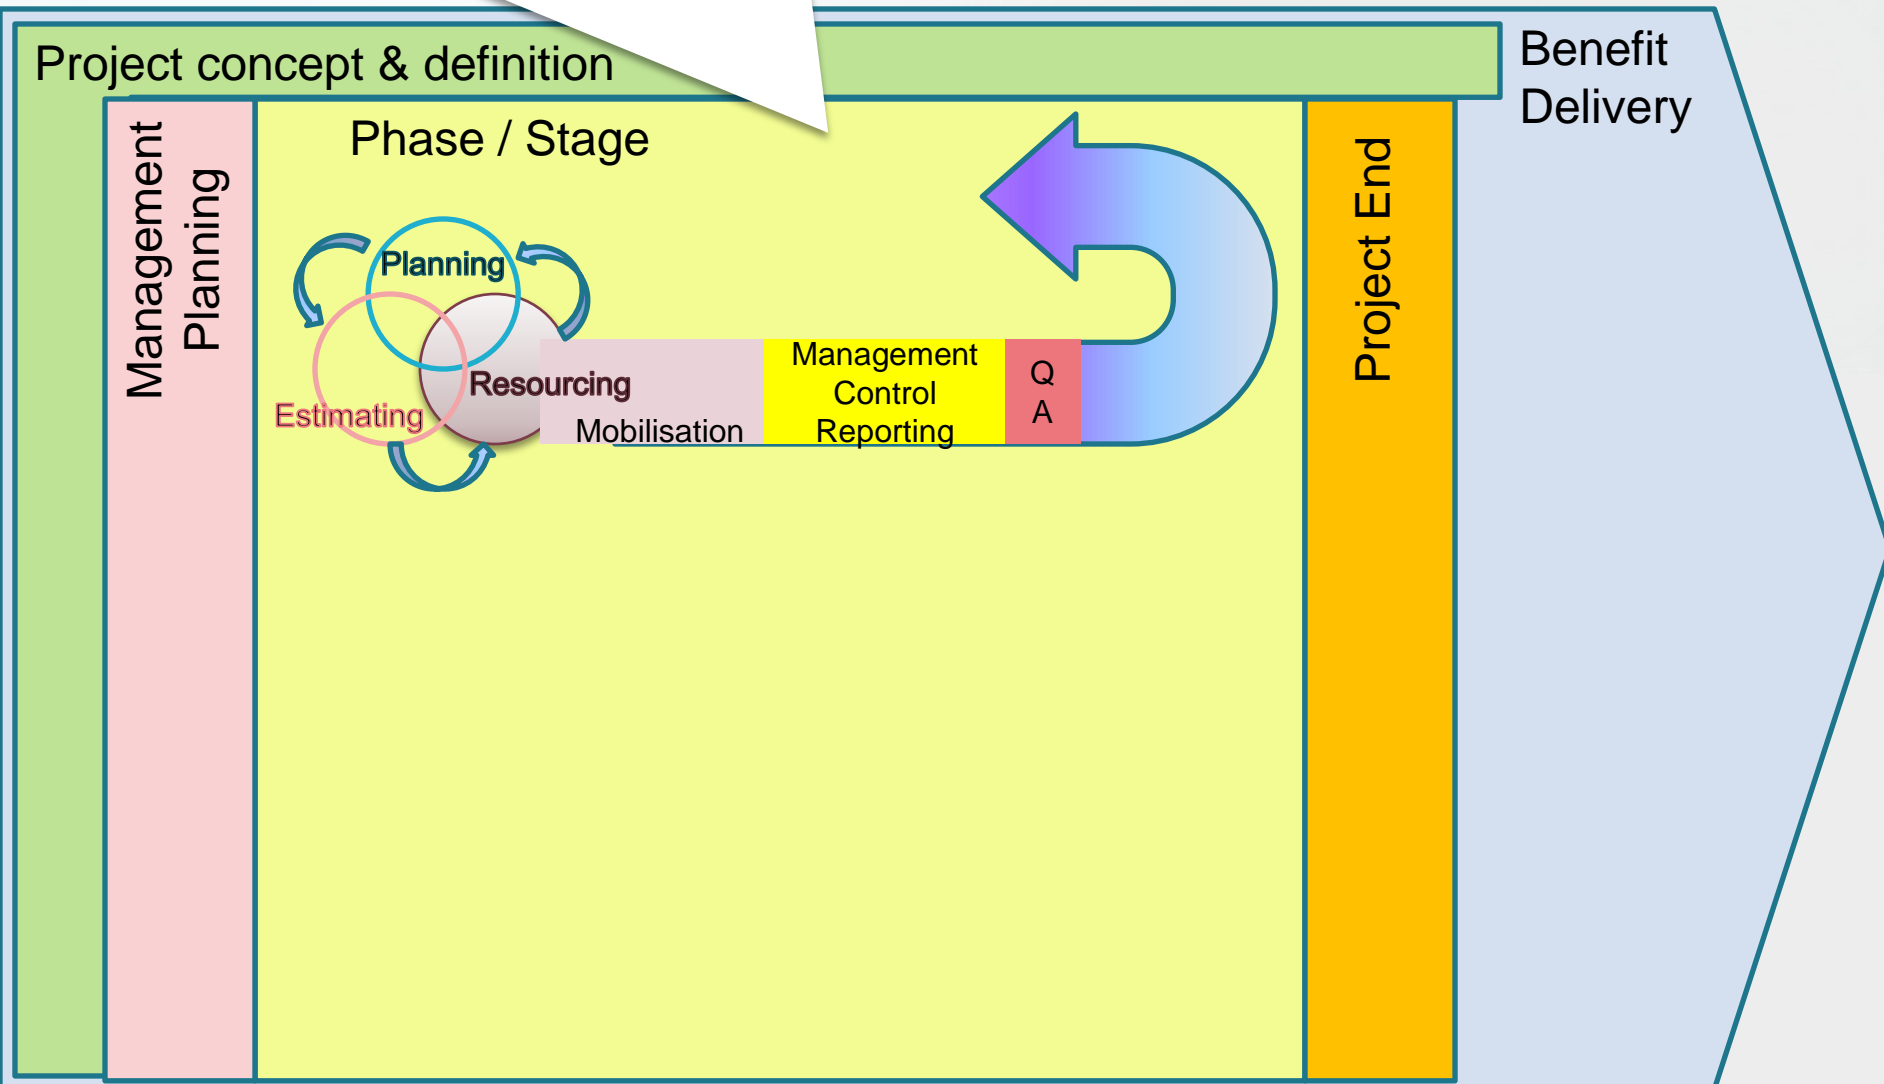 Project concept & definition
Benefit
Delivery
Management
Planning
Phase / Stage
Planning
Estimating
Resourcing
Mobilisation
Management
Control
Reporting
Q
A
Project End